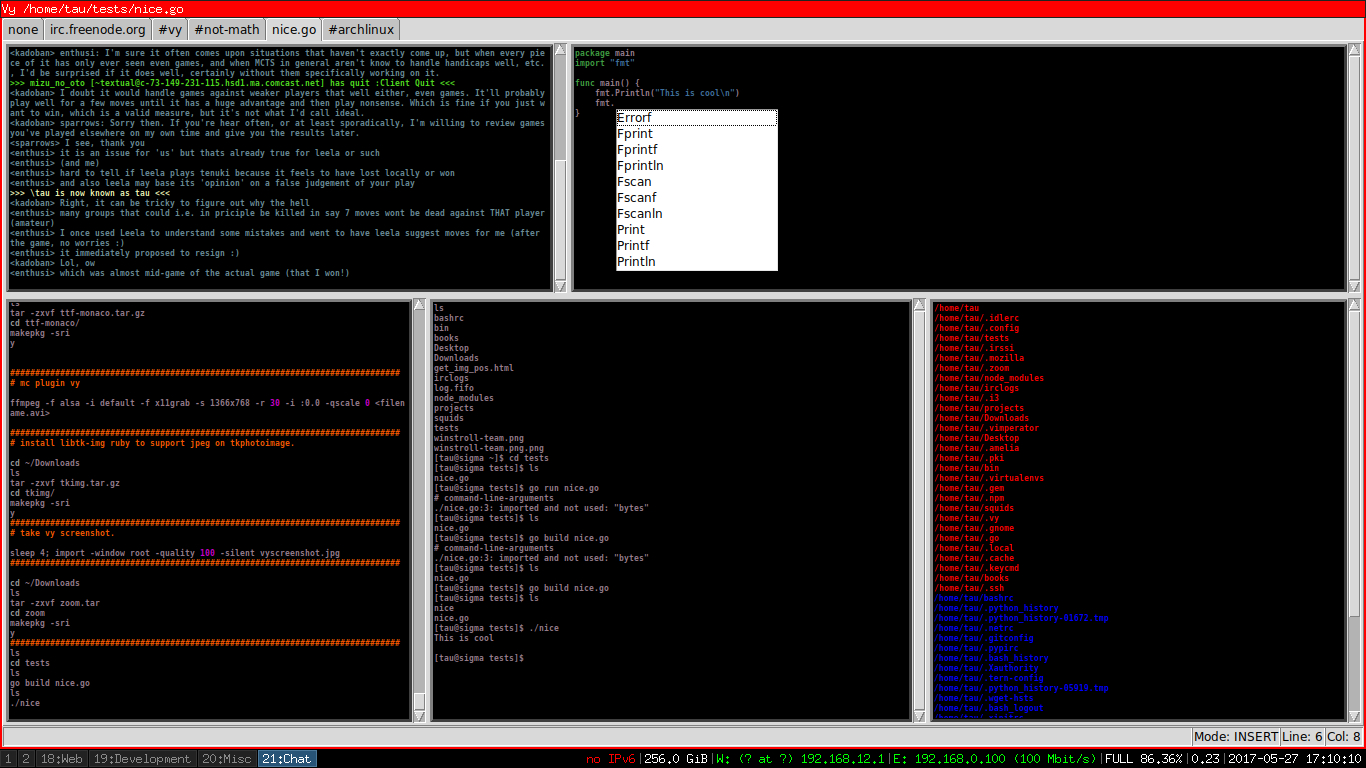 Vy /home/tau/tests/nice.go
none irc.freenode.org #vy #not-math nice.go #archlinux
<kadoban> enthusi: I'm sure it often comes upon situations that haven't exactly come up, but when every pie
ce of it has only ever seen even games, and when MCTS in general aren't know to handle handicaps well, etc.
, I'd be surprised if it does well, certainly without them specifically working on it.
>>> mizu_no_oto [~textual@c-73-149-231-115.hsd1.ma.comcast.net] has quit :Client Quit <<<
<kadoban> I doubt it would handle games against weaker players that well either, even games. It'll probably
play well for a few moves until it has a huge advantage and then play nonsense. Which is fine if you just w
ant to win, which is a valid measure, but it's not what I'd call ideal.
<kadoban> sparrows: Sorry then. If you're hear often, or at least sporadically, I'm willing to review games
you've played elsewhere on my own time and give you the results later.
<sparrows> I see, thank you
<enthusi> it is an issue for 'us' but thats already true for leela or such
<enthusi> (and me)
<enthusi> hard to tell if leela plays tenuki because it feels to have lost locally or won
<enthusi> and also leela may base its 'opinion' on a false judgement of your play
>>> \tau is now known as tau <<<
<kadoban> Right, it can be tricky to figure out why the hell
<enthusi> many groups that could i.e. in priciple be killed in say 7 moves wont be dead against THAT player
(amateur)
<enthusi> I once used Leela to understand some mistakes and went to have leela suggest moves for me (after
the game, no worries :)
<enthusi> it immediately proposed to resign :)
<kadoban> Lol, ow
<enthusi> which was almost mid-game of the actual game (that I won!)
package main
import "fmt"
func main() {
fmt.Println("This is cool\n")
fmt.
}
Errorf
Fprint
Fprintf
Fprintln
Fscan
Fscanf
Fscanln
Print
Printf
Println
ls
tar -zxvf ttf-monaco.tar.gz
cd ttf-monaco/
makepkg -sri
y
##############################################################################
# mc plugin vy
ffmpeg -f alsa -i default -f x11grab -s 1366x768 -r 30 -i :0.0 -qscale 0 <filen
ame.avi>
##############################################################################
# install libtk-img ruby to support jpeg on tkphotoimage.
cd ~/Downloads
ls
tar -zxvf tkimg.tar.gz
cd tkimg/
makepkg -sri
y
##############################################################################
# take vy screenshot.
sleep 4; import -window root -quality 100 -silent vyscreenshot.jpg
##############################################################################
cd ~/Downloads
ls
tar -zxvf zoom.tar
cd zoom
makepkg -sri
y
##############################################################################
ls
cd tests
ls
go build nice.go
ls
./nice
ls
bashrc
bin
books
Desktop
Downloads
get_img_pos.html
irclogs
log.fifo
node_modules
projects
squids
tests
winstroll-team.png
winstroll-team.png.png
[tau@sigma ~]$ cd tests
[tau@sigma tests]$ ls
nice.go
[tau@sigma tests]$ go run nice.go
# command-line-arguments
./nice.go:3: imported and not used: "bytes"
[tau@sigma tests]$ ls
nice.go
[tau@sigma tests]$ go build nice.go
# command-line-arguments
./nice.go:3: imported and not used: "bytes"
[tau@sigma tests]$ ls
nice.go
[tau@sigma tests]$ go build nice.go
[tau@sigma tests]$ ls
nice
nice.go
[tau@sigma tests]$ ./nice
This is cool
[tau@sigma tests]$
/home/tau
/home/tau/.idlerc
/home/tau/.config
/home/tau/tests
/home/tau/.irssi
/home/tau/.mozilla
/home/tau/.zoom
/home/tau/node_modules
/home/tau/irclogs
/home/tau/.i3
/home/tau/projects
/home/tau/Downloads
/home/tau/.vimperator
/home/tau/Desktop
/home/tau/.amelia
/home/tau/.pki
/home/tau/bin
/home/tau/.virtualenvs
/home/tau/.gem
/home/tau/.npm
/home/tau/squids
/home/tau/.vy
/home/tau/.gnome
/home/tau/.go
/home/tau/.local
/home/tau/.cache
/home/tau/.keycmd
/home/tau/books
/home/tau/.ssh
/home/tau/bashrc
/home/tau/.python_history
/home/tau/.python_history-01072.tmp
/home/tau/.netrc
/home/tau/.gitconfig
/home/tau/.pypirc
/home/tau/.bash_history
/home/tau/.Xauthority
/home/tau/.term-config
/home/tau/.python_history-05919.tmp
/home/tau/.wget-hsts
/home/tau/.bash_logout
Mode: INSERT Line: 6 Col: 8
1 2 18:Web 19:Development 20:Misc 21:Chat no IPv6|256.0 GiB|W: (? at ?) 192.168.12.1|E: 192.168.0.100 (100 Mbit/s)|FULL 86.36%|0.23|2017-05-27 17:10:10